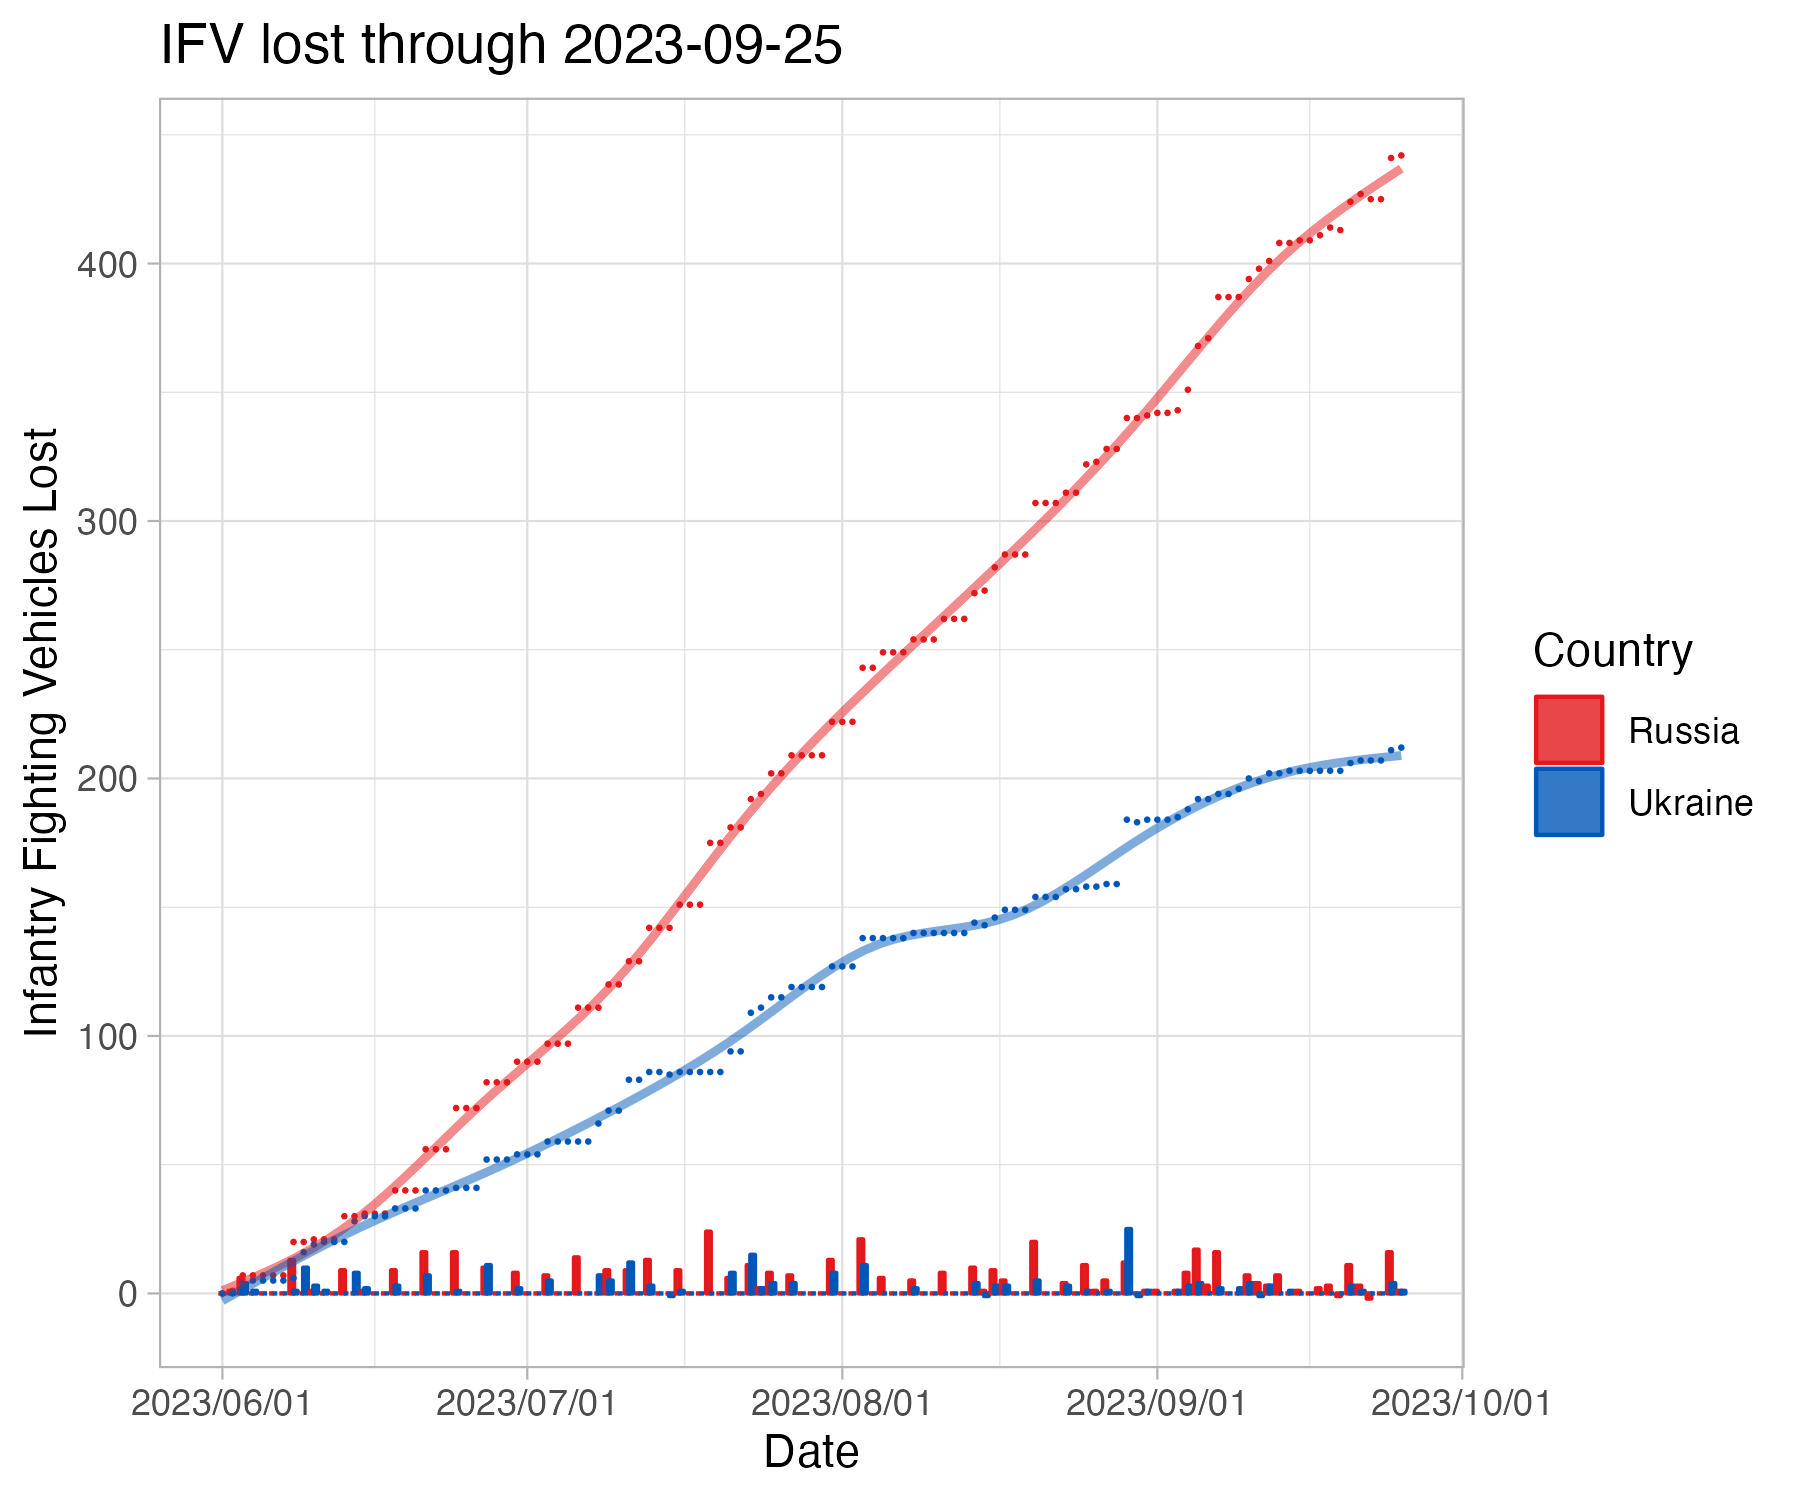 IFV lost through 2023-09-25
Infantry Fighting Vehicles Lost
400
300
200
100
0
2023/06/01
2023/07/01
2023/08/01
2023/09/01
2023/10/01
Date
Country
Russia
Ukraine